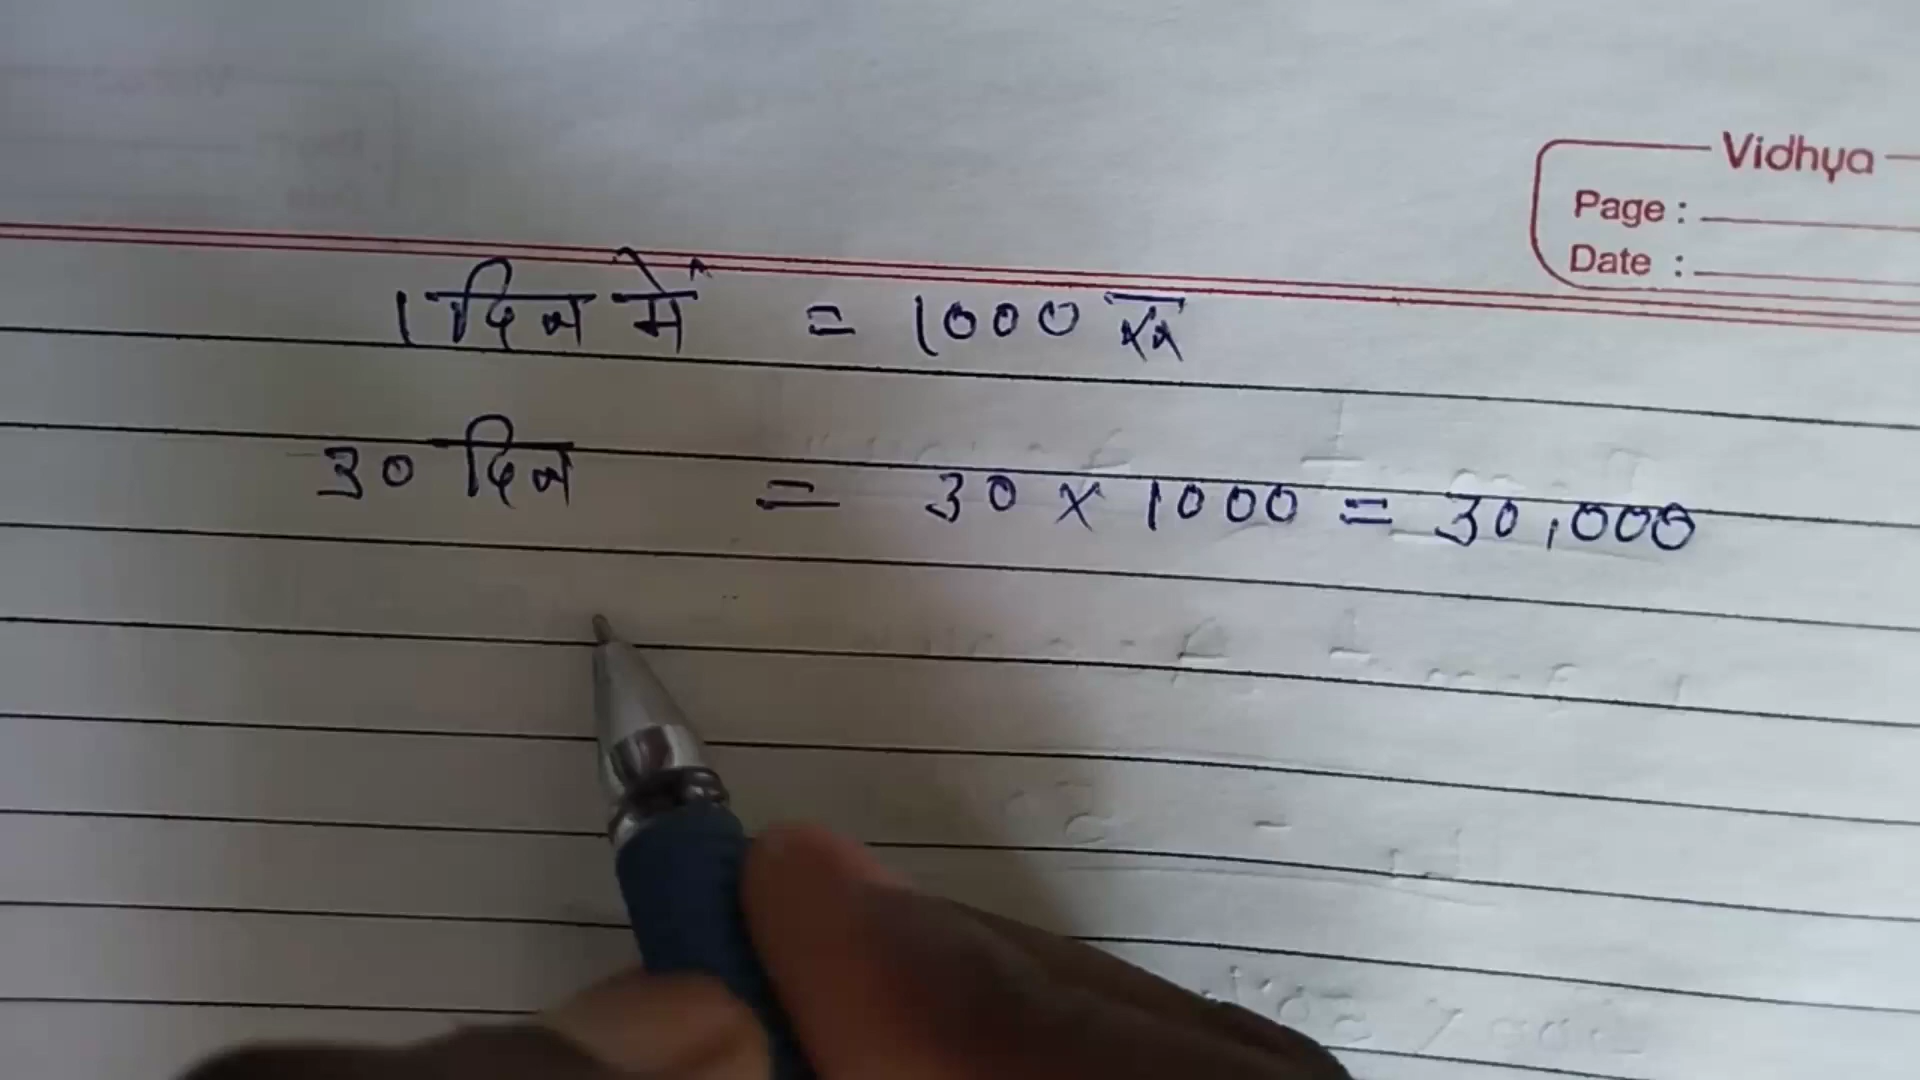 Vidhya
Page :
Date :
1 दिन में = 1000 रू
30 दिन = 30 × 1000 = 30,000